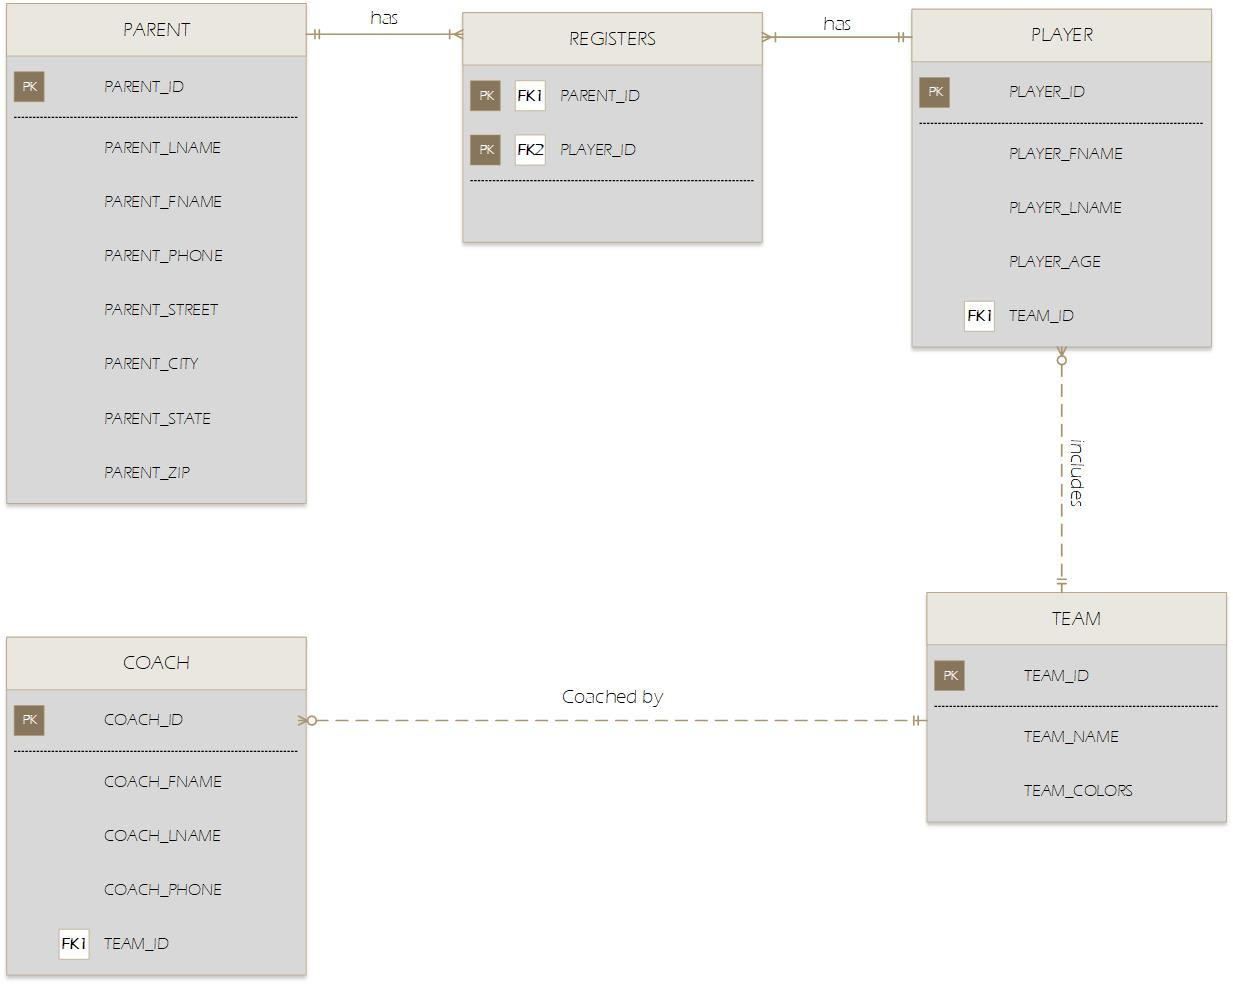 PARENT
PK PARENT_ID
PARENT_LNAME
PARENT_FNAME
PARENT_PHONE
PARENT_STREET
PARENT_CITY
PARENT_STATE
PARENT_ZIP
has
REGISTERS
PK FK1 PARENT_ID
PK FK2 PLAYER_ID
has
PLAYER
PK PLAYER_ID
PLAYER_FNAME
PLAYER_LNAME
PLAYER_AGE
FK1 TEAM_ID
includes
COACH
PK COACH_ID
COACH_FNAME
COACH_LNAME
COACH_PHONE
FK1 TEAM_ID
Coached by
TEAM
PK TEAM_ID
TEAM_NAME
TEAM_COLORS